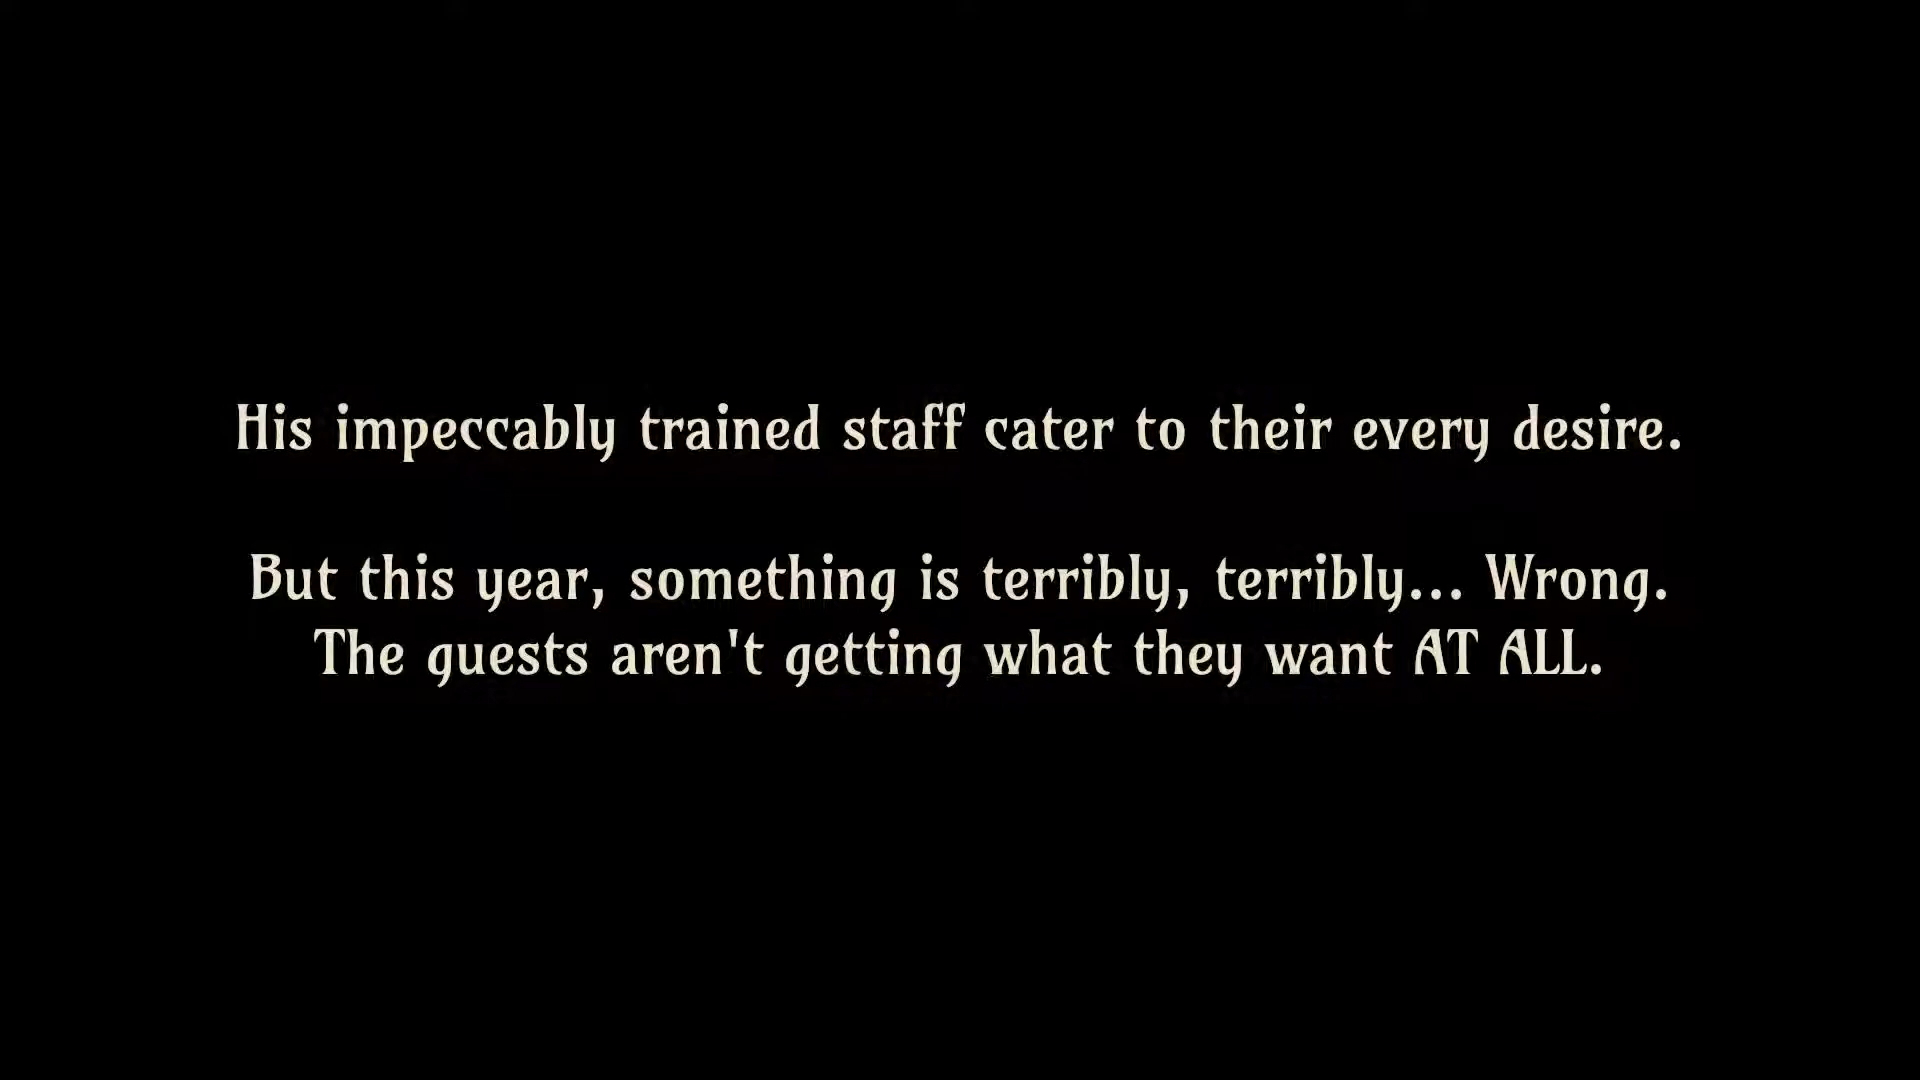 His impeccably trained staff cater to their every desire.
But this year, something is terribly, terribly... Wrong.
The guests aren't getting what they want AT ALL.